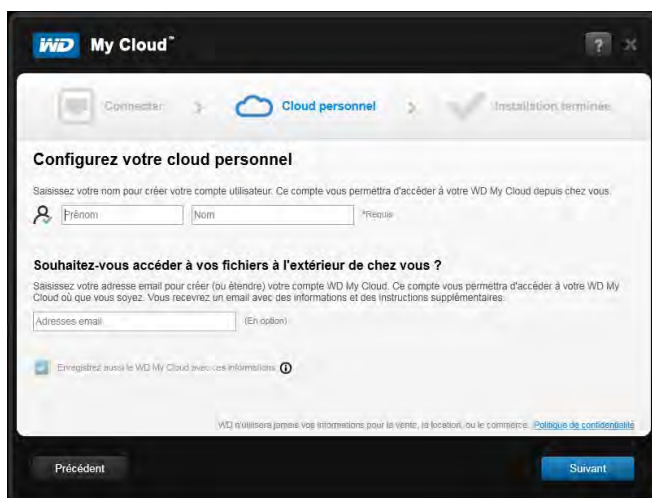 WD My Cloud™ ?
Connecter > Cloud personnel > Installation terminée
Configurez votre cloud personnel
Saisissez votre nom pour créer votre compte utilisateur. Ce compte vous permettra d'accéder à votre WD My Cloud depuis chez vous.
Prénom Nom *Requis
Souhaitez-vous accéder à vos fichiers à l'extérieur de chez vous ?
Saisissez votre adresse email pour créer (ou étendre) votre compte WD My Cloud. Ce compte vous permettra d'accéder à votre WD My
Cloud où que vous soyez. Vous recevrez un email avec des informations et des instructions supplémentaires.
Adresses email (En option)
Enregistrez aussi le WD My Cloud avec ces informations
WD n'utilisera jamais vos informations pour la vente, la location, ou le commerce. Politique de confidentialité
Précédent Suivant